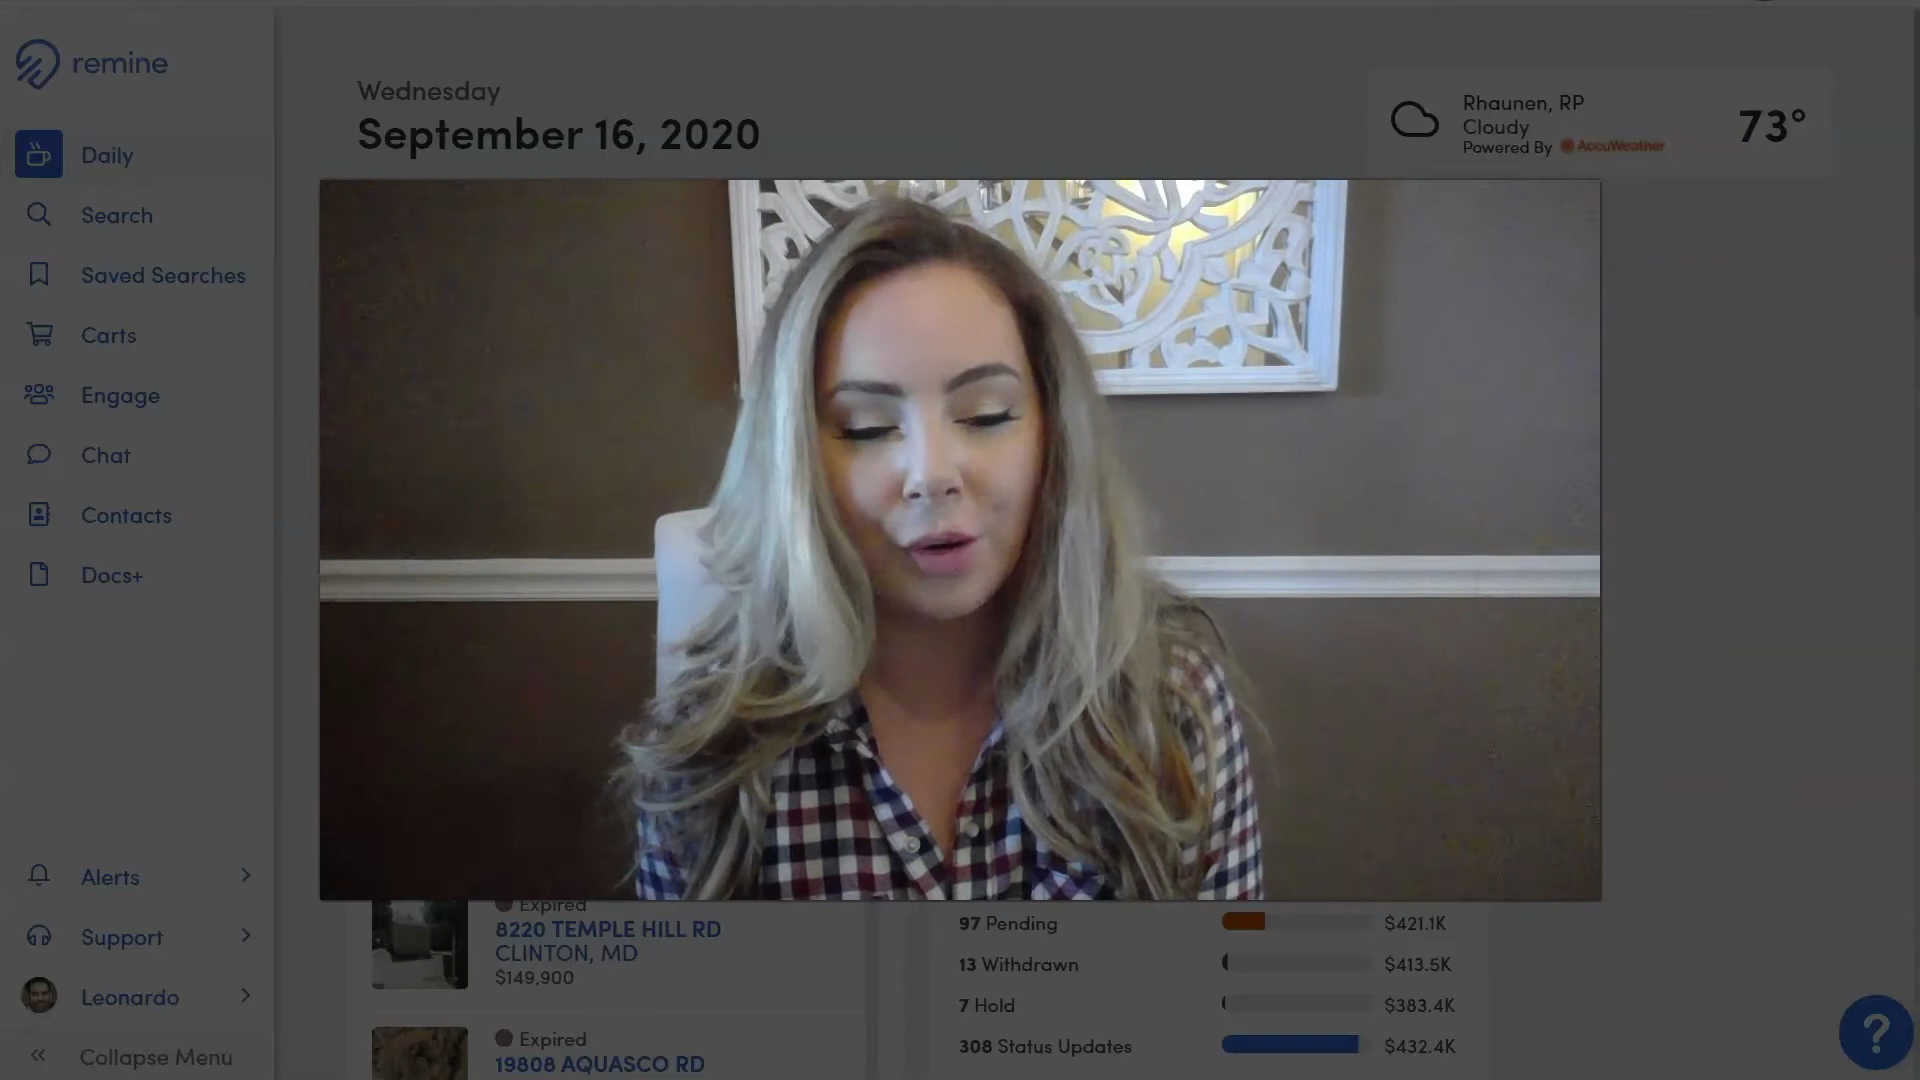 remine
Wednesday
September 16, 2020
Rhaunen, RP
Cloudy
Powered By AccuWeather
73°
Daily
Search
Saved Searches
Carts
Engage
Chat
Contacts
Docs+
Alerts
Support
Leonardo
Collapse Menu
Expired
8220 TEMPLE HILL RD
CLINTON, MD
$149,900
Expired
19808 AQUASCO RD
97 Pending $421.1K
13 Withdrawn $413.5K
7 Hold $383.4K
308 Status Updates $432.4K
?